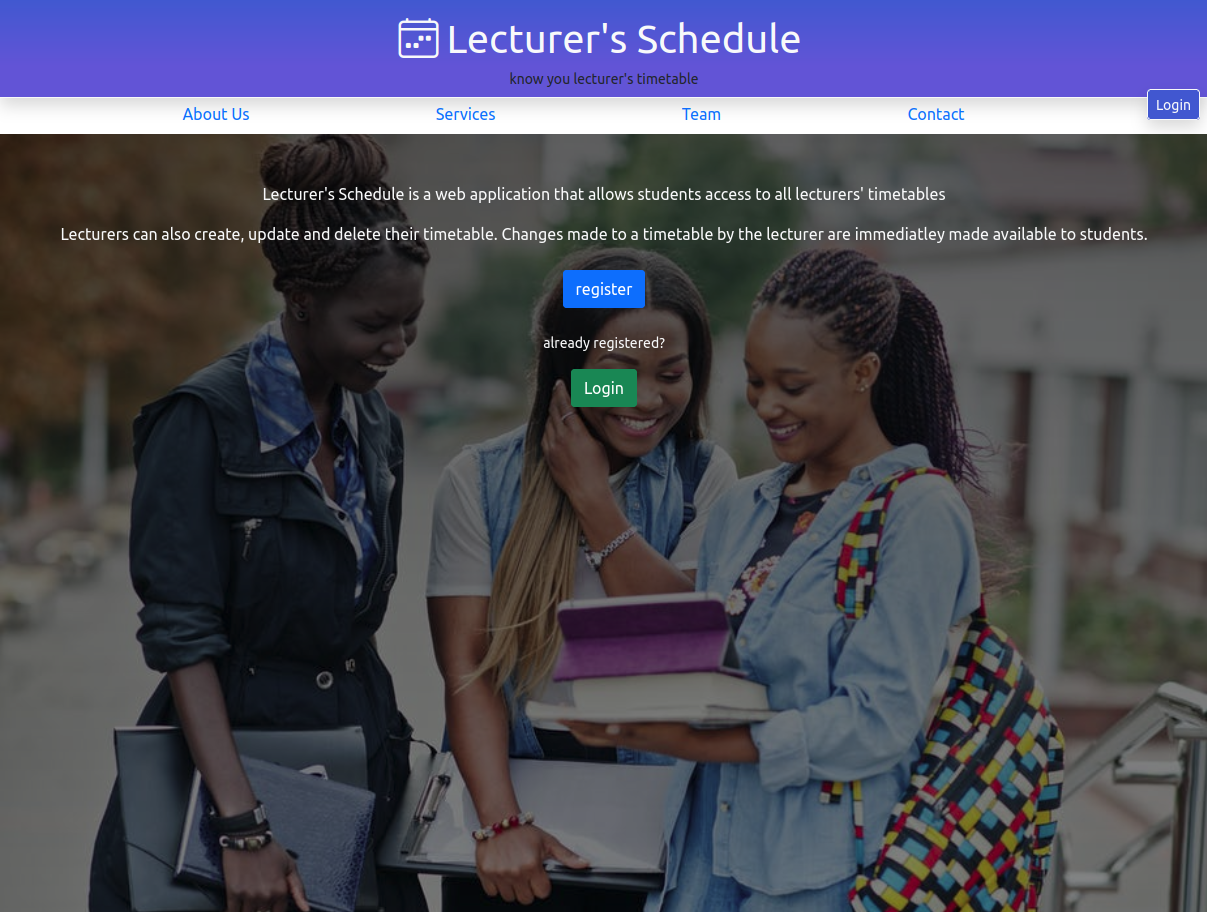 Lecturer's Schedule
know you lecturer's timetable
Login
About Us
Services
Team
Contact
Lecturer's Schedule is a web application that allows students access to all lecturers' timetables
Lecturers can also create, update and delete their timetable. Changes made to a timetable by the lecturer are immediatley made available to students.
register
already registered?
Login